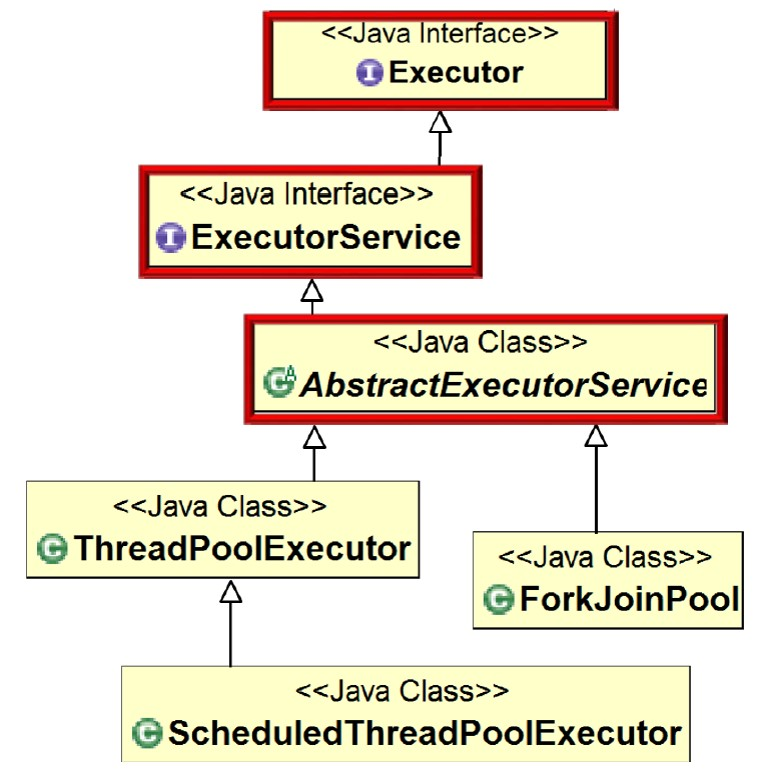 <<Java Interface>>
I Executor
<<Java Interface>>
I ExecutorService
<<Java Class>>
C A AbstractExecutorService
<<Java Class>>
C ThreadPoolExecutor
<<Java Class>>
C ForkJoinPool
<<Java Class>>
C ScheduledThreadPoolExecutor